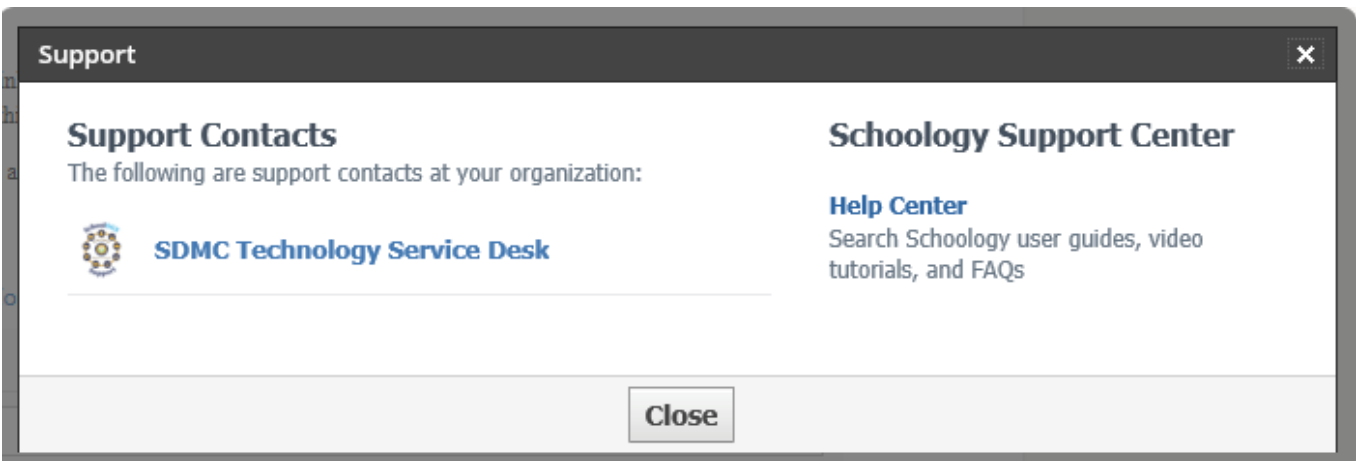 Support
Support Contacts
The following are support contacts at your organization:
SDMC Technology Service Desk
Schoology Support Center
Help Center
Search Schoology user guides, video
tutorials, and FAQs
Close